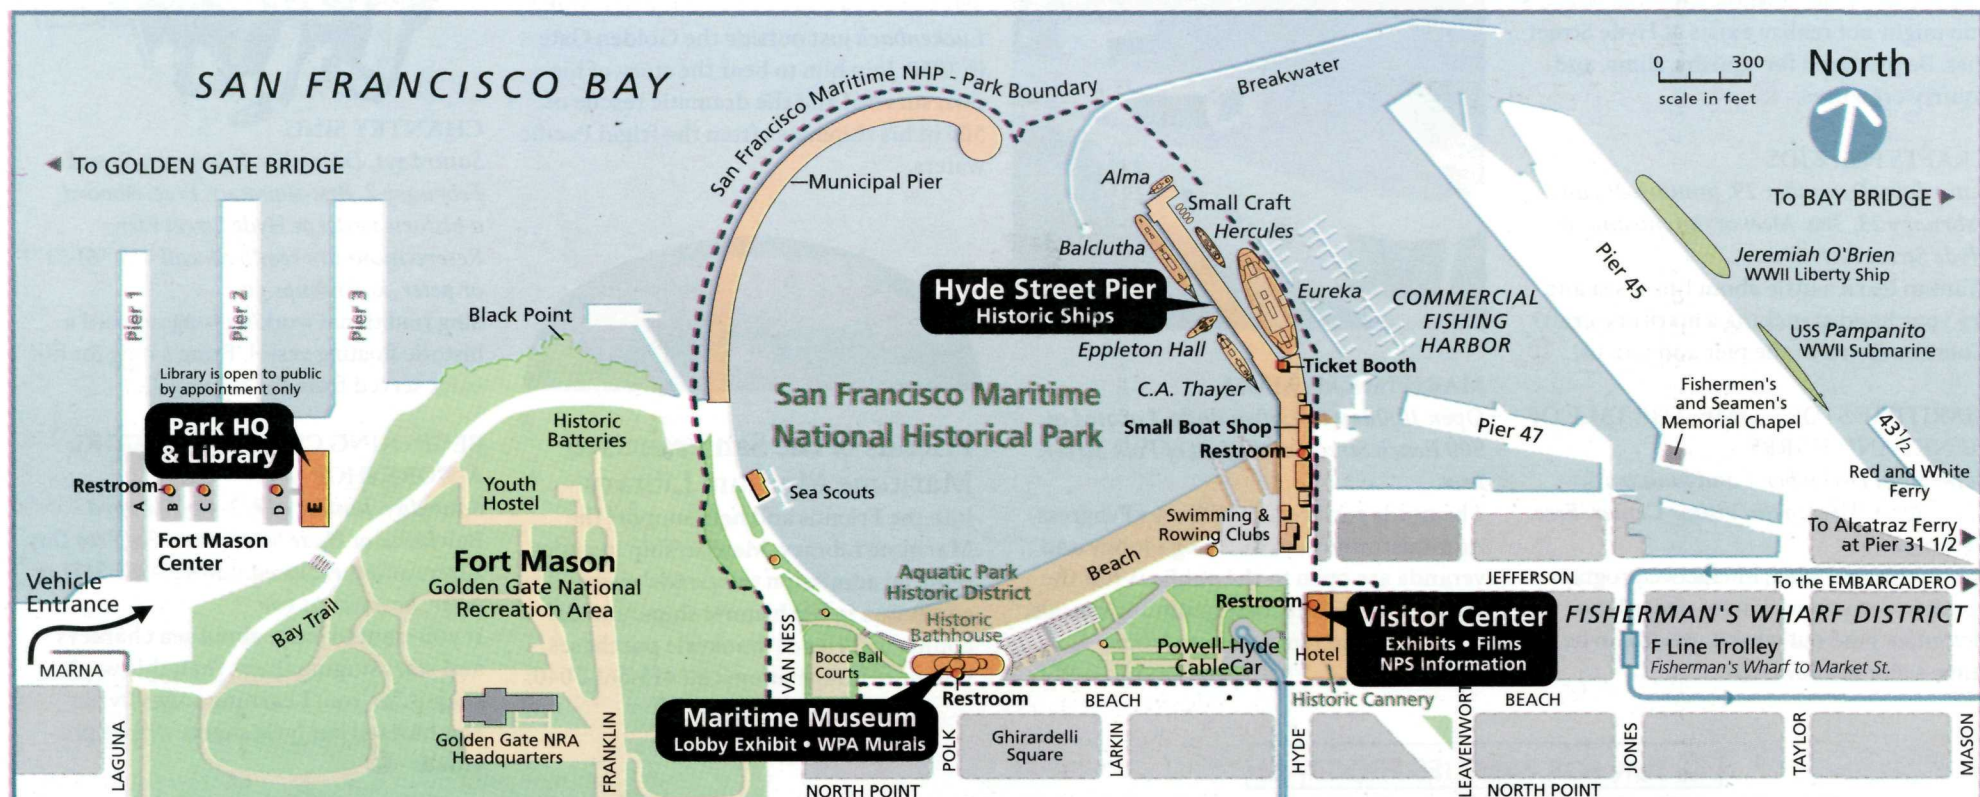 SAN FRANCISCO BAY
San Francisco Maritime NHP - Park Boundary
Breakwater
0 300
scale in feet
North
To GOLDEN GATE BRIDGE
Municipal Pier
Alma
Small Craft
Hercules
Balclutha
To BAY BRIDGE
Pier 45
Jeremiah O'Brien
WWII Liberty Ship
Pier 1
Pier 2
Pier 3
Black Point
Hyde Street Pier
Historic Ships
Eureka
COMMERCIAL
FISHING
HARBOR
Eppleton Hall
C.A. Thayer
Ticket Booth
USS Pampanito
WWII Submarine
Library is open to public
by appointment only
Park HQ
& Library
Historic
Batteries
San Francisco Maritime
National Historical Park
Small Boat Shop
Restroom
Pier 47
Fishermen's
and Seamen's
Memorial Chapel
43½
Red and White
Ferry
Restroom
A
B
C
D
E
Youth
Hostel
Sea Scouts
Swimming &
Rowing Clubs
To Alcatraz Ferry
at Pier 31 1/2
Fort Mason
Center
Fort Mason
Golden Gate National
Recreation Area
Aquatic Park
Historic District
Beach
JEFFERSON
To the EMBARCADERO
Vehicle
Entrance
Bay Trail
MARNA
VAN NESS
Historic
Bathhouse
Bocce Ball
Courts
Restroom
Powell-Hyde
CableCar
Hotel
Visitor Center
Exhibits • Films
NPS Information
FISHERMAN'S WHARF DISTRICT
F Line Trolley
Fisherman's Wharf to Market St.
Restroom
BEACH
Historic Cannery
BEACH
Maritime Museum
Lobby Exhibit • WPA Murals
Golden Gate NRA
Headquarters
LAGUNA
FRANKLIN
POLK
Ghirardelli
Square
LARKIN
HYDE
LEAVENWORT
JONES
TAYLOR
MASON
NORTH POINT
NORTH POINT